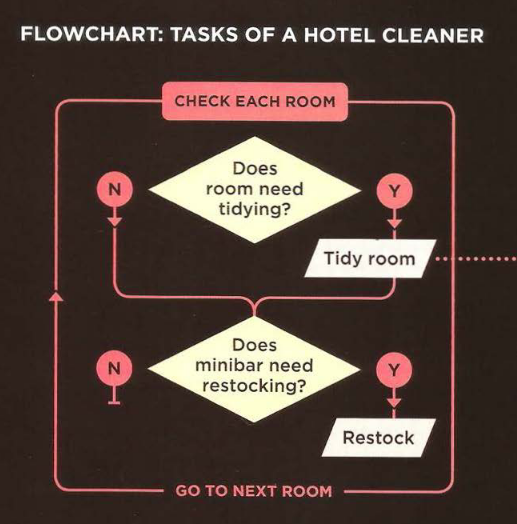 FLOWCHART: TASKS OF A HOTEL CLEANER
CHECK EACH ROOM
Does
room need
tidying?
N
Y
Tidy room
Does
minibar need
restocking?
N
Y
Restock
GO TO NEXT ROOM